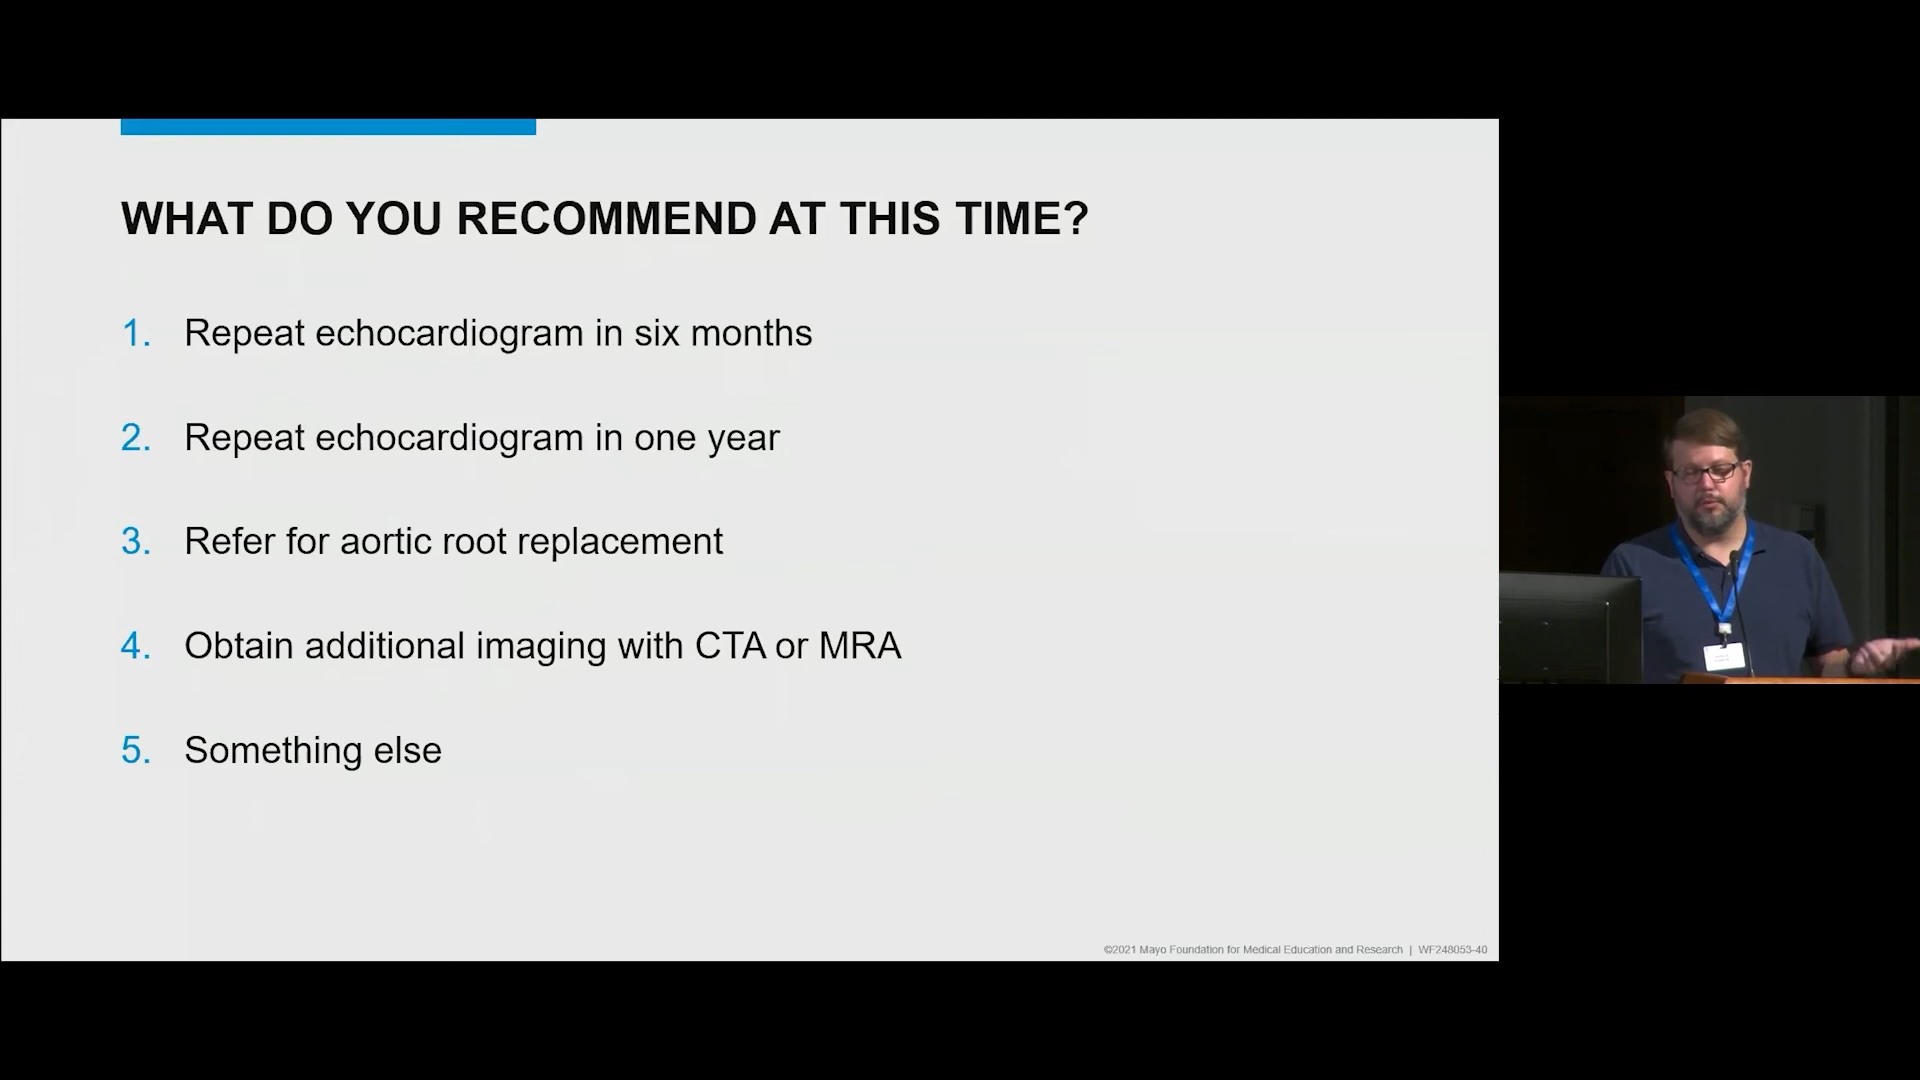 WHAT DO YOU RECOMMEND AT THIS TIME?
1. Repeat echocardiogram in six months
2. Repeat echocardiogram in one year
3. Refer for aortic root replacement
4. Obtain additional imaging with CTA or MRA
5. Something else
©2021 Mayo Foundation for Medical Education and Research | WF248053-40